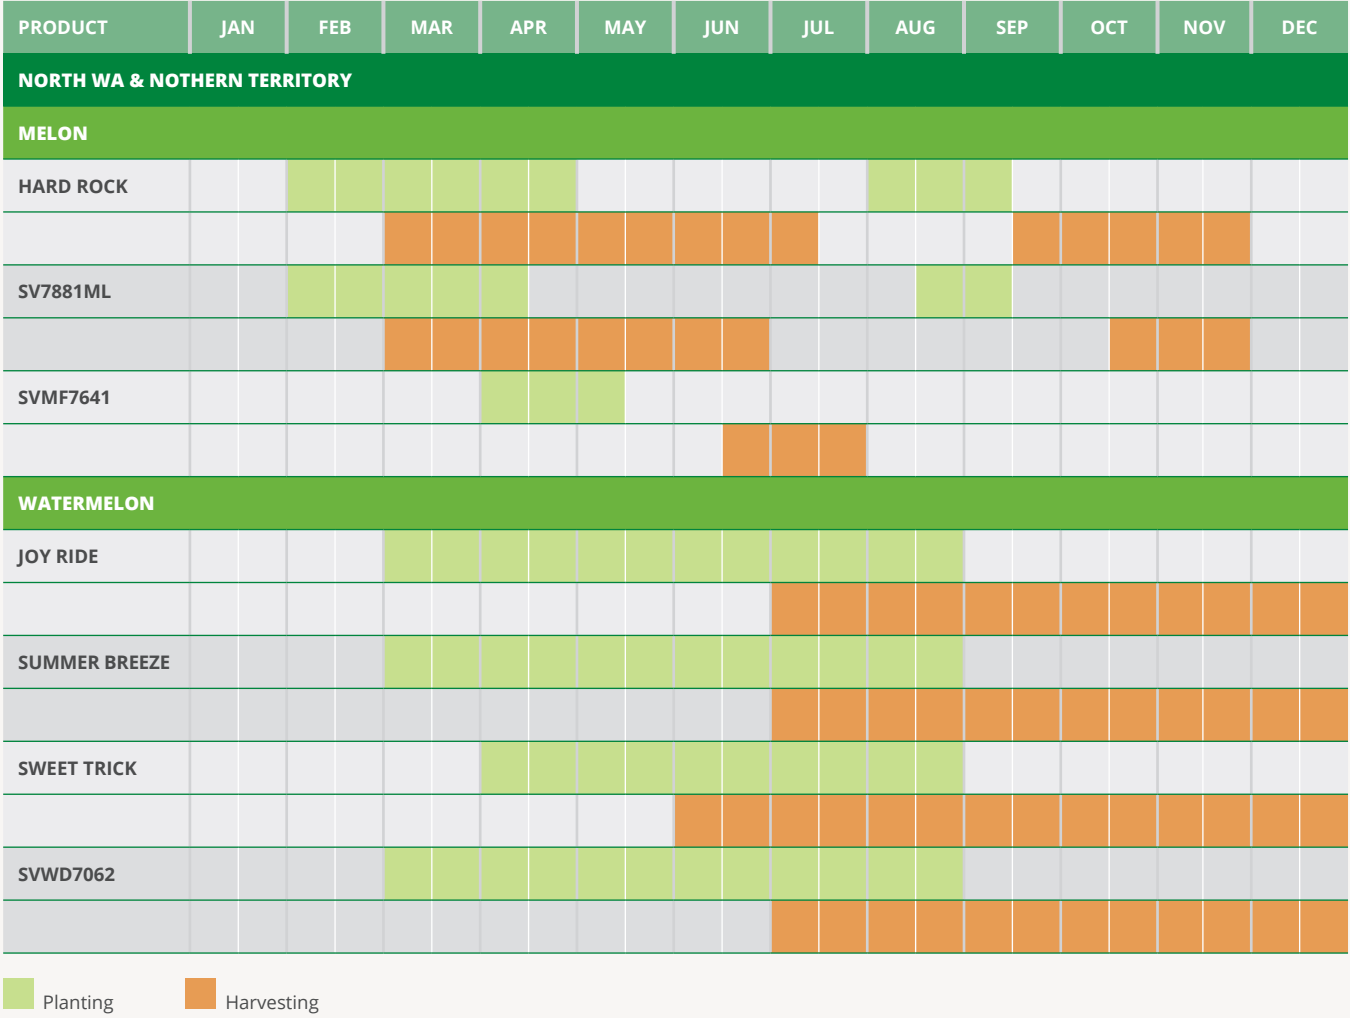 PRODUCT JAN FEB MAR APR MAY JUN JUL AUG SEP OCT NOV DEC
NORTH WA & NOTHERN TERRITORY
MELON
HARD ROCK
SV7881ML
SVMF7641
WATERMELON
JOY RIDE
SUMMER BREEZE
SWEET TRICK
SVWD7062
Planting Harvesting